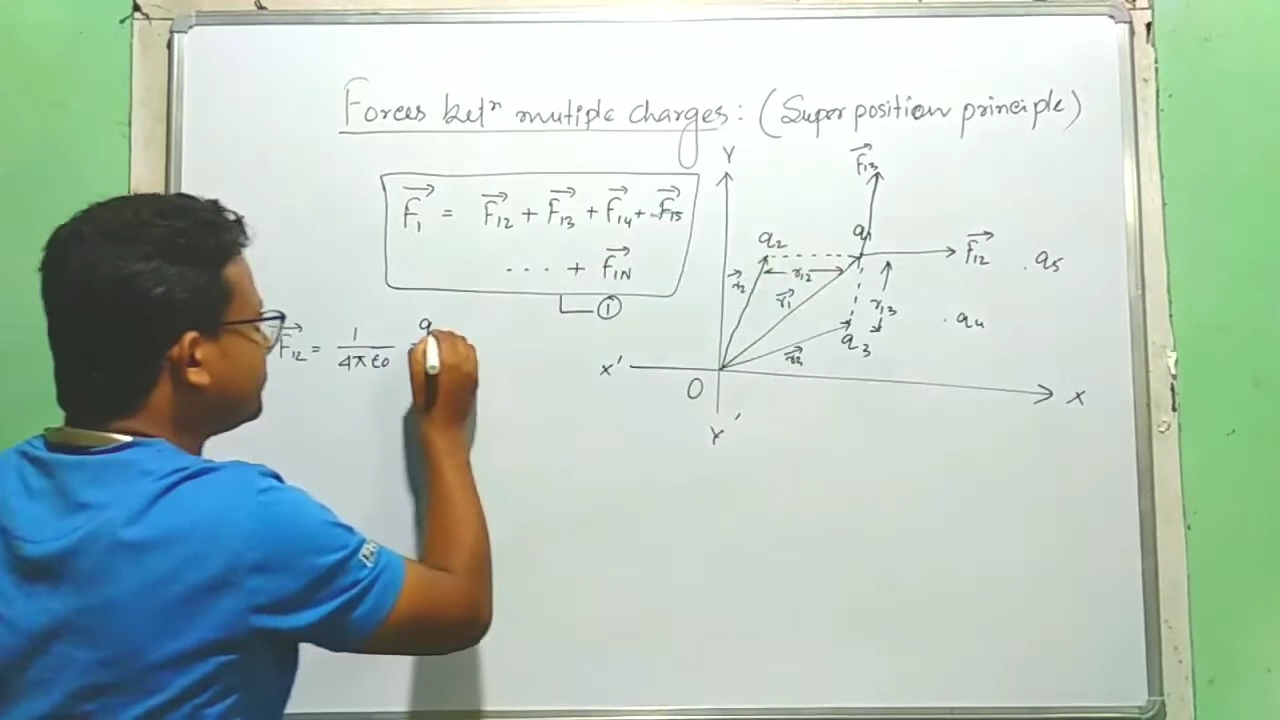 Forces betⁿ mutiple charges: (Super position principle)
F₁⃗ = F₁₂⃗ + F₁₃⃗ + F₁₄⃗ + - F₁₅⃗
.... + F₁N⃗
①
F₁₂⃗ = 1/4πε0 q
Y
F₁₃⃗
q₂
q₁
F₁₂⃗
q₅
r₂⃗
r₁₂
r₁⃗
r₁₃
q₄
q₃
r₃⃗
x'
O
X
Y'